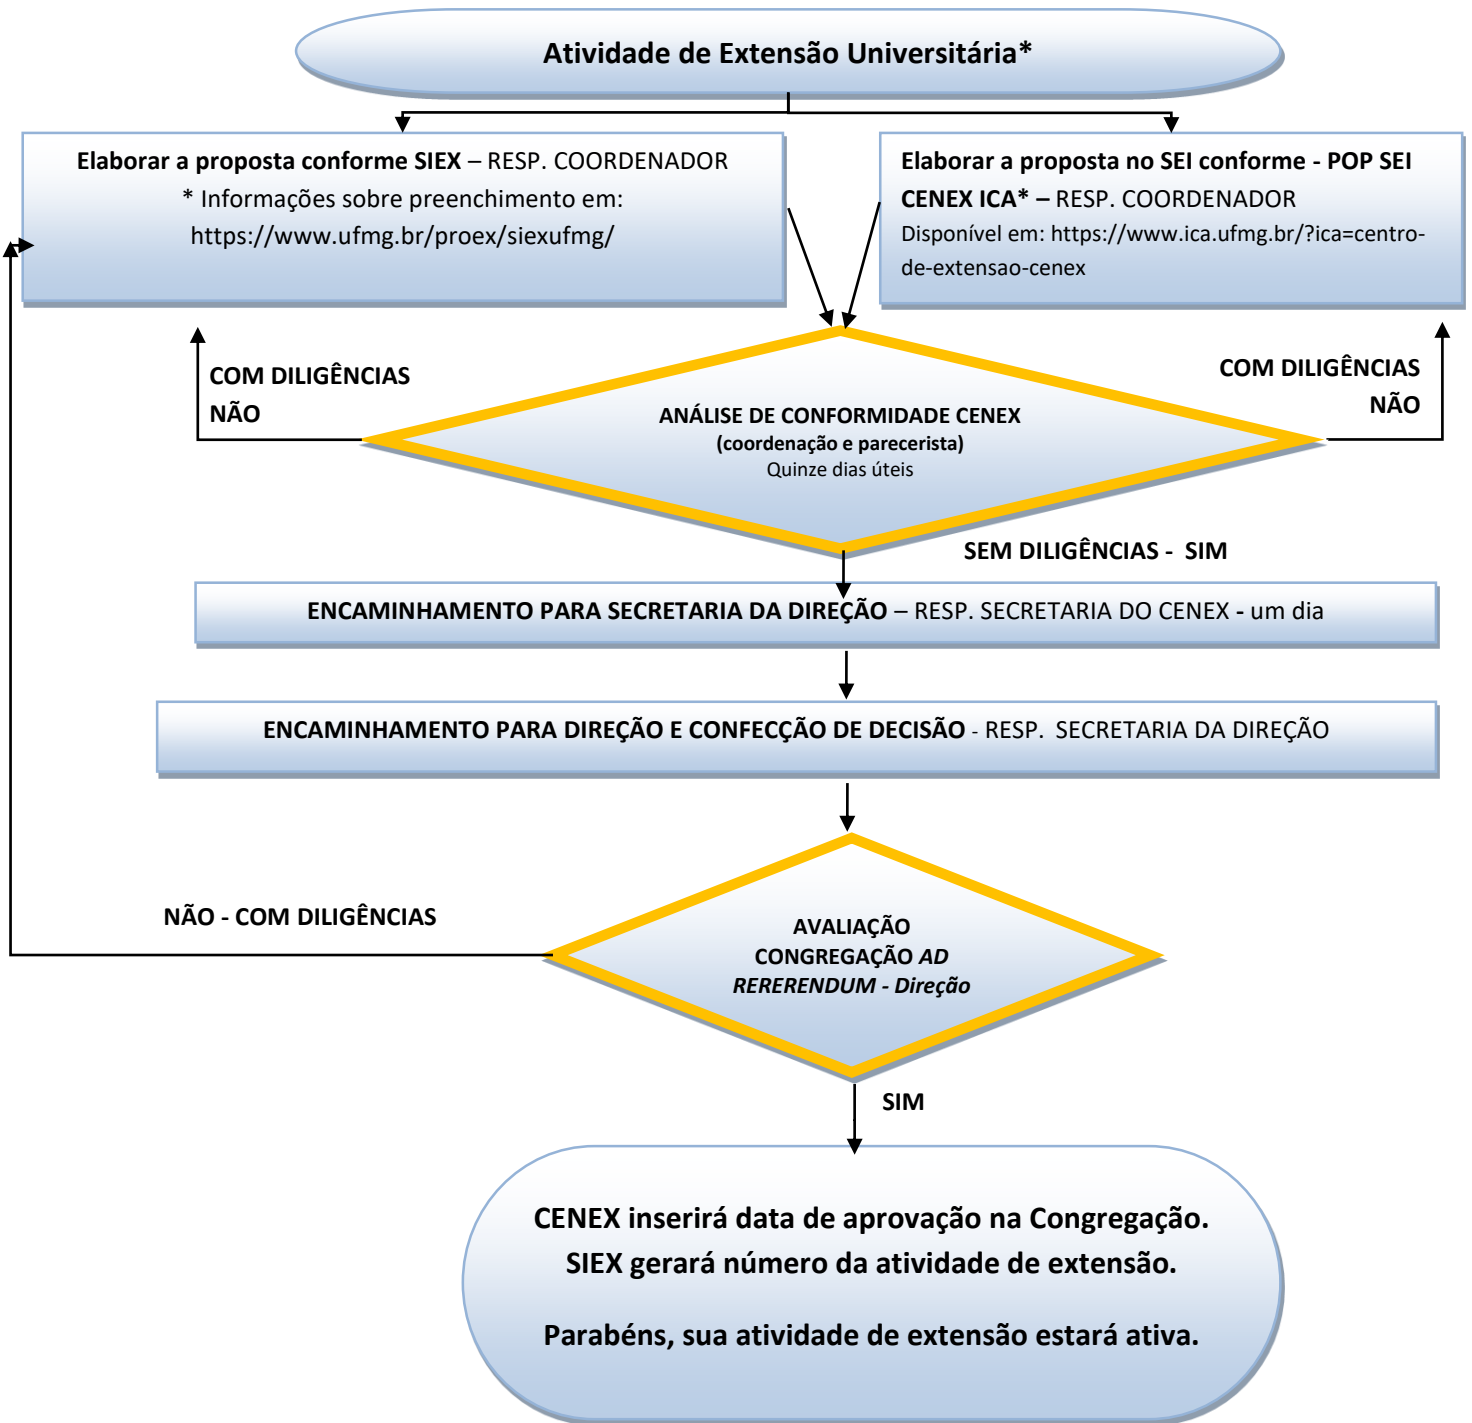 Atividade de Extensão Universitária*
Elaborar a proposta conforme SIEX – RESP. COORDENADOR
* Informações sobre preenchimento em:
https://www.ufmg.br/proex/siexufmg/
Elaborar a proposta no SEI conforme - POP SEI
CENEX ICA* – RESP. COORDENADOR
Disponível em: https://www.ica.ufmg.br/?ica=centro-
de-extensao-cenex
COM DILIGÊNCIAS
NÃO
COM DILIGÊNCIAS
NÃO
ANÁLISE DE CONFORMIDADE CENEX
(coordenação e parecerista)
Quinze dias úteis
SEM DILIGÊNCIAS - SIM
ENCAMINHAMENTO PARA SECRETARIA DA DIREÇÃO – RESP. SECRETARIA DO CENEX - um dia
ENCAMINHAMENTO PARA DIREÇÃO E CONFECÇÃO DE DECISÃO - RESP. SECRETARIA DA DIREÇÃO
NÃO - COM DILIGÊNCIAS
AVALIAÇÃO
CONGREGAÇÃO AD
RERERENDUM - Direção
SIM
CENEX inserirá data de aprovação na Congregação.
SIEX gerará número da atividade de extensão.
Parabéns, sua atividade de extensão estará ativa.